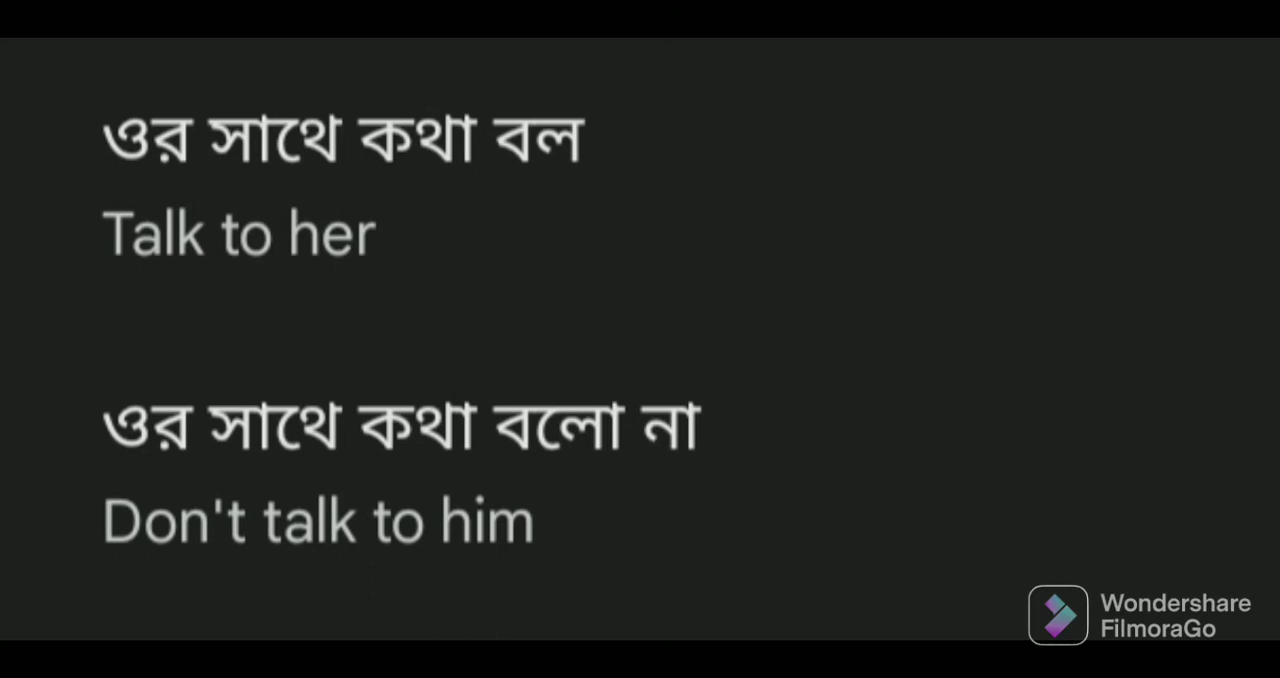 ওর সাথে কথা বল
Talk to her
ওর সাথে কথা বলো না
Don't talk to him
Wondershare
FilmoraGo